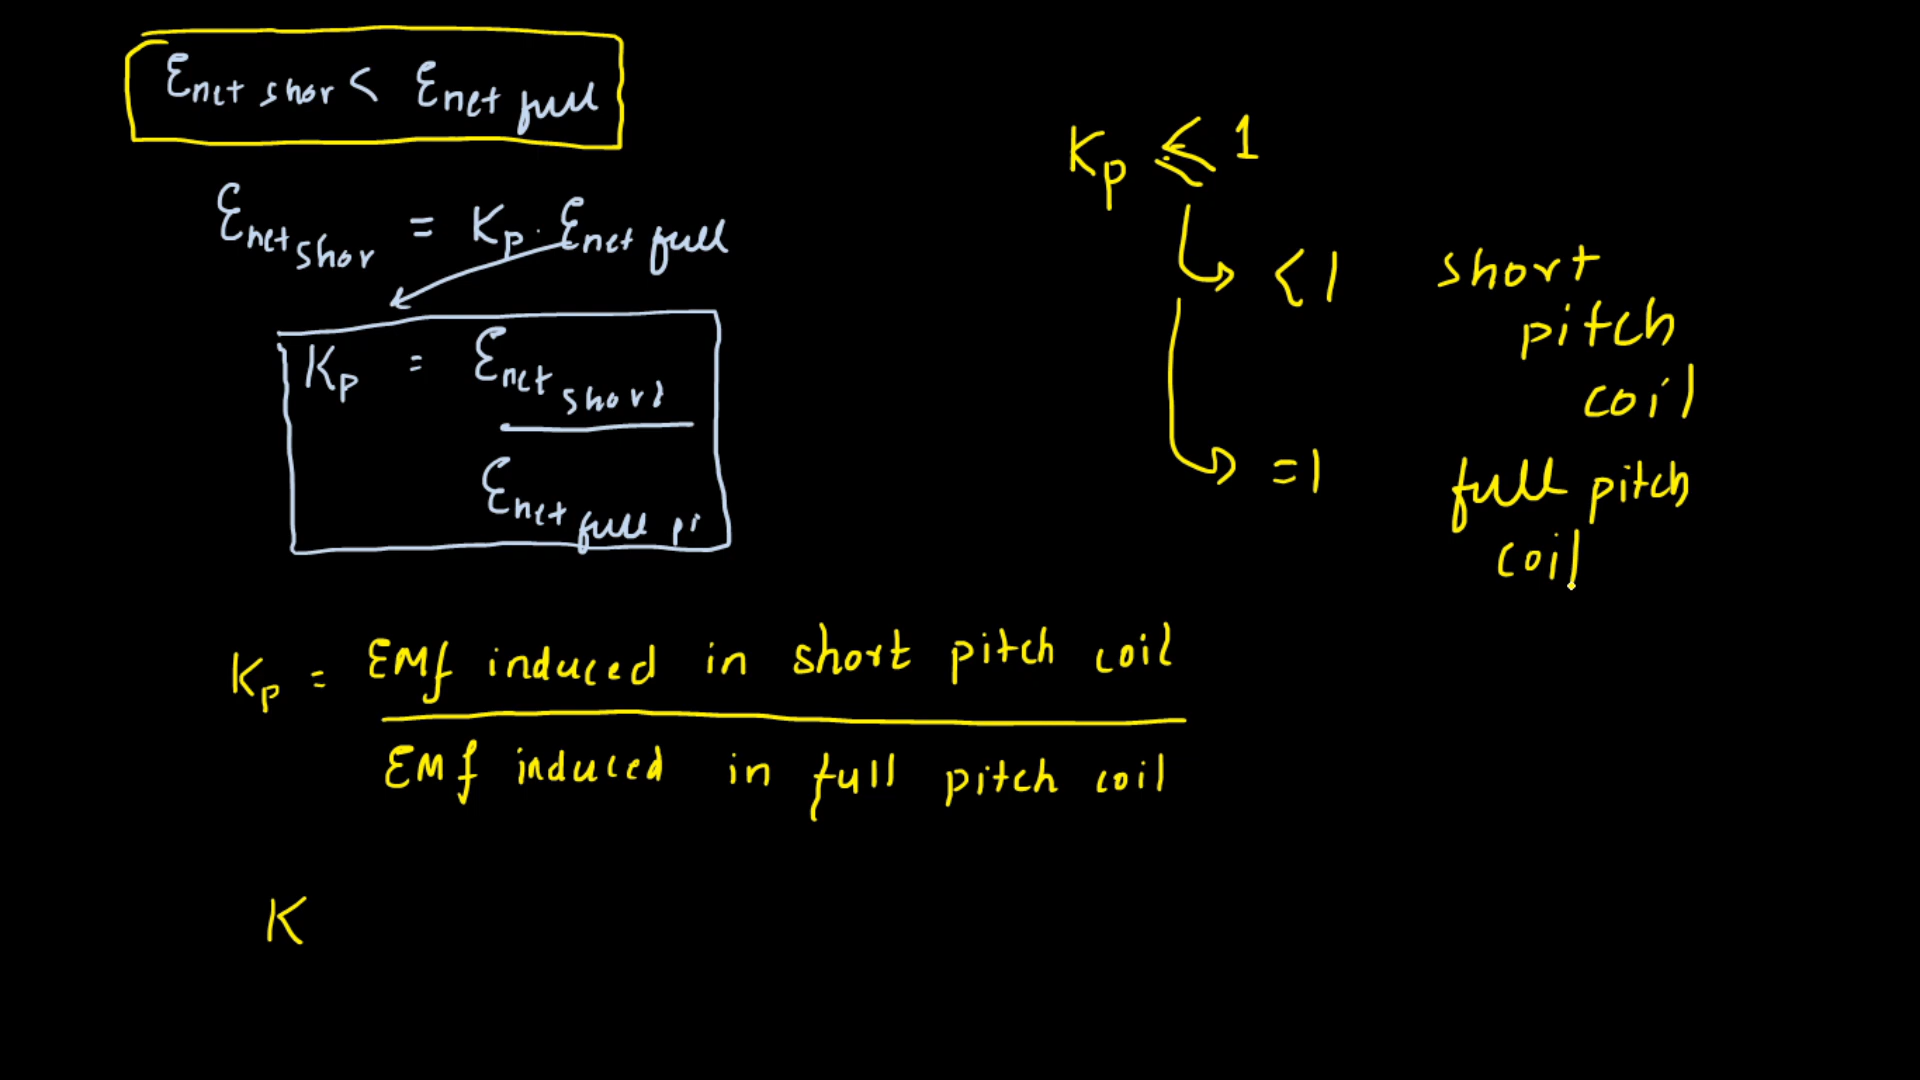 Enet shor < Enet full
Enet shor = Kp . Enet full
Kp = Enet short
Enet full pi
Kp ≤ 1
< 1 short
pitch
coil
= 1 full pitch
coil
Kp = EMf induced in short pitch coil
EMf induced in full pitch coil
K